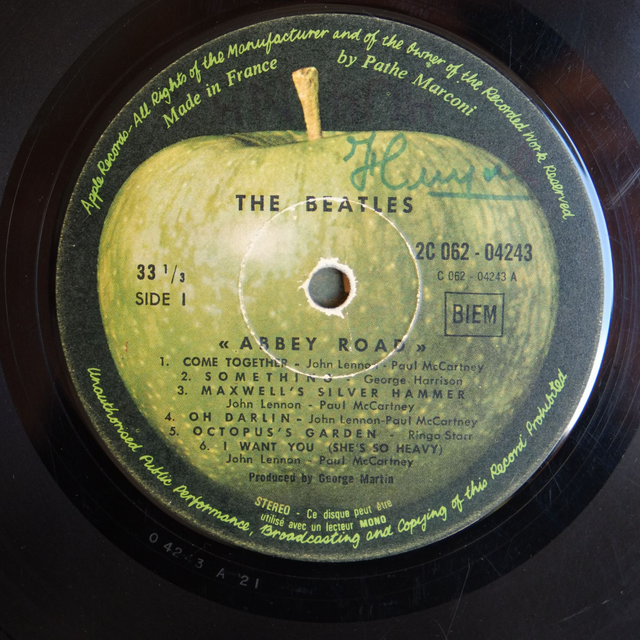 Apple Records - All Rights of the Manufacturer and of the Owner of the Recorded Work Reserved
Made in France
by Pathe Marconi
THE BEATLES
33 1/3
SIDE I
2C 062 - 04243
C 062 - 04243 A
BIEM
« ABBEY ROAD »
1. COME TOGETHER - John Lennon - Paul McCartney
2. SOMETHING - George Harrison
3. MAXWELL'S SILVER HAMMER
John Lennon - Paul McCartney
4. OH DARLIN - John Lennon-Paul McCartney
5. OCTOPUS'S GARDEN - Ringo Starr
6. I WANT YOU (SHE'S SO HEAVY)
John Lennon - Paul McCartney
Produced by George Martin
STEREO - Ce disque peut être
utilisé avec un lecteur MONO
Unauthorised Public Performance, Broadcasting and Copying of this Record Prohibited
04243 A 21